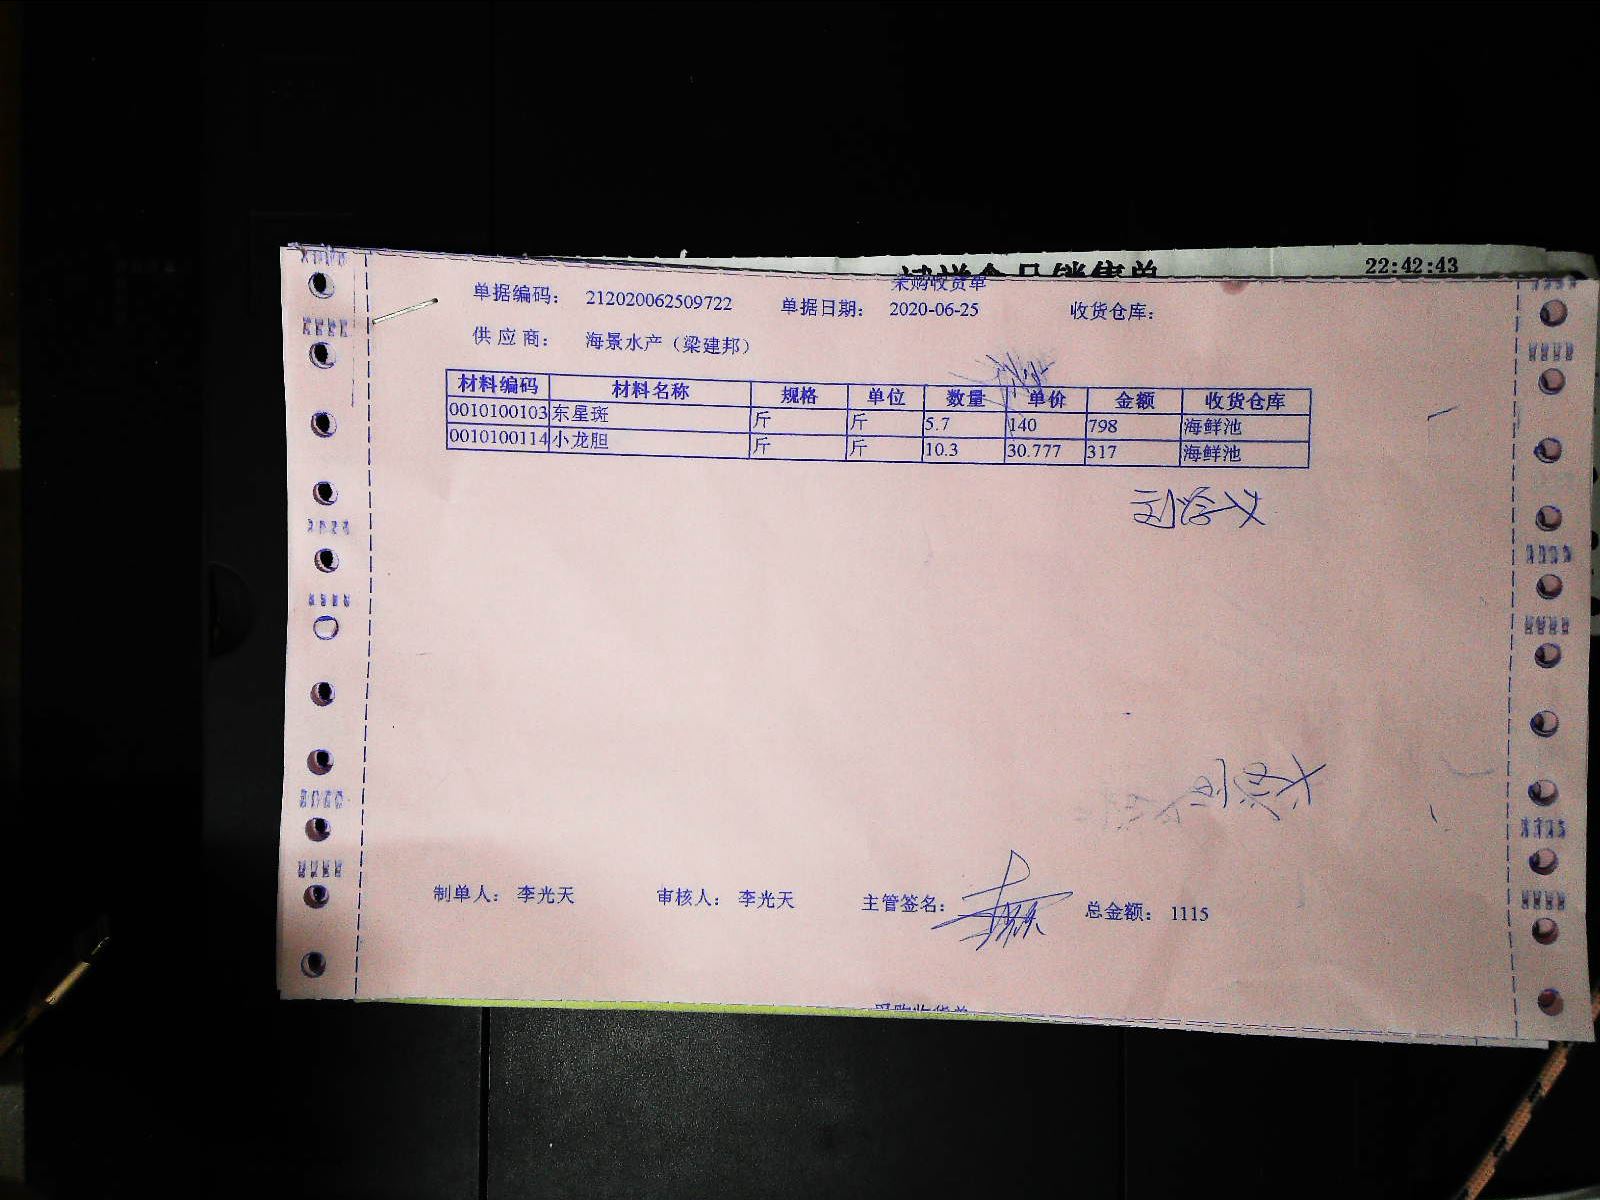 22:42:43
采购收货单
单据编码： 212020062509722 单据日期： 2020-06-25 收货仓库：
供 应 商： 海景水产（梁建邦）
材料编码 材料名称 规格 单位 数量 单价 金额 收货仓库
0010100103 东星斑 斤 斤 5.7 140 798 海鲜池
0010100114 小龙胆 斤 斤 10.3 30.777 317 海鲜池
制单人： 李光天 审核人： 李光天 主管签名： 总金额： 1115
采购收货单